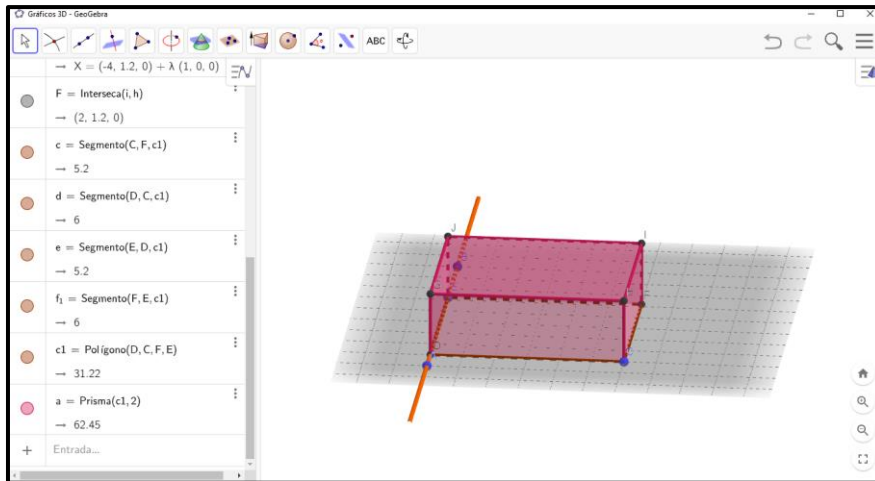 Gráficos 3D - GeoGebra
ABC
→ X = (-4, 1.2, 0) + λ (1, 0, 0)
F = Interseca(i, h)
→ (2, 1.2, 0)
c = Segmento(C, F, c1)
→ 5.2
d = Segmento(D, C, c1)
→ 6
e = Segmento(E, D, c1)
→ 5.2
f₁ = Segmento(F, E, c1)
→ 6
c1 = Polígono(D, C, F, E)
→ 31.22
a = Prisma(c1, 2)
→ 62.45
Entrada...
J
I